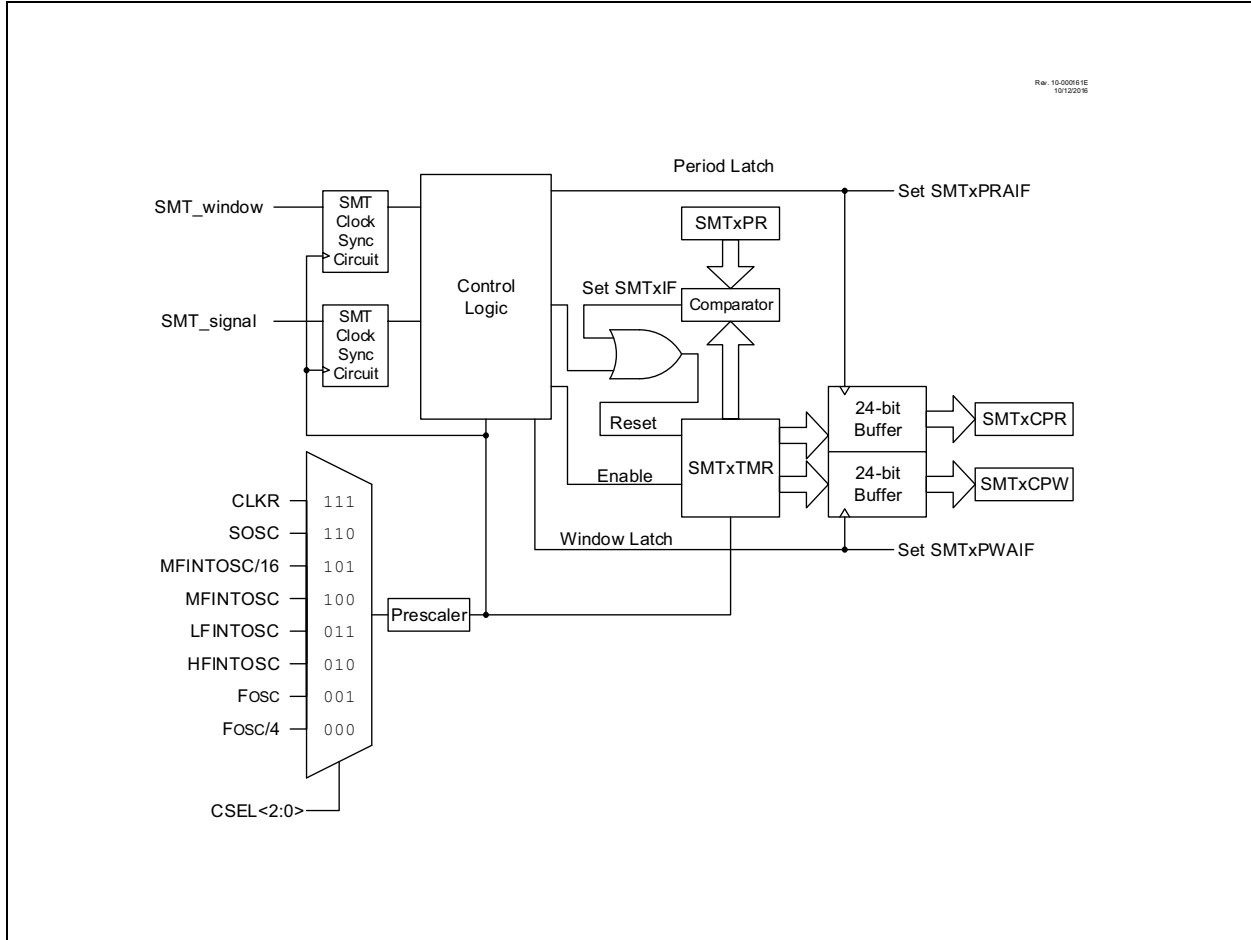 Rev. 10-000161E
10/12/2016
Period Latch
Set SMTxPRAIF
SMT_window
SMT
Clock
Sync
Circuit
Control
Logic
SMTxPR
Set SMTxIF
Comparator
SMT_signal
SMT
Clock
Sync
Circuit
Reset
SMTxTMR
24-bit
Buffer
SMTxCPR
Enable
24-bit
Buffer
SMTxCPW
Window Latch
Set SMTxPWAIF
CLKR 111
SOSC 110
MFINTOSC/16 101
MFINTOSC 100
LFINTOSC 011
HFINTOSC 010
FOSC 001
FOSC/4 000
Prescaler
CSEL<2:0>